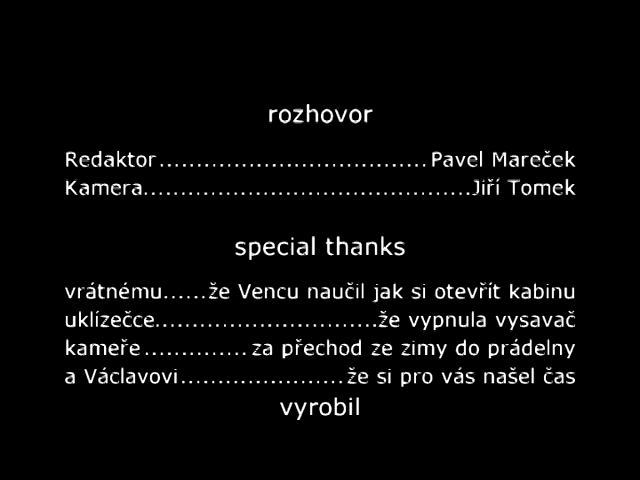 rozhovor
Redaktor....................................Pavel Mareček
Kamera............................................Jiří Tomek
special thanks
vrátnému......že Vencu naučil jak si otevřít kabinu
uklízečce..............................že vypnula vysavač
kameře..............za přechod ze zimy do prádelny
a Václavovi......................že si pro vás našel čas
vyrobil